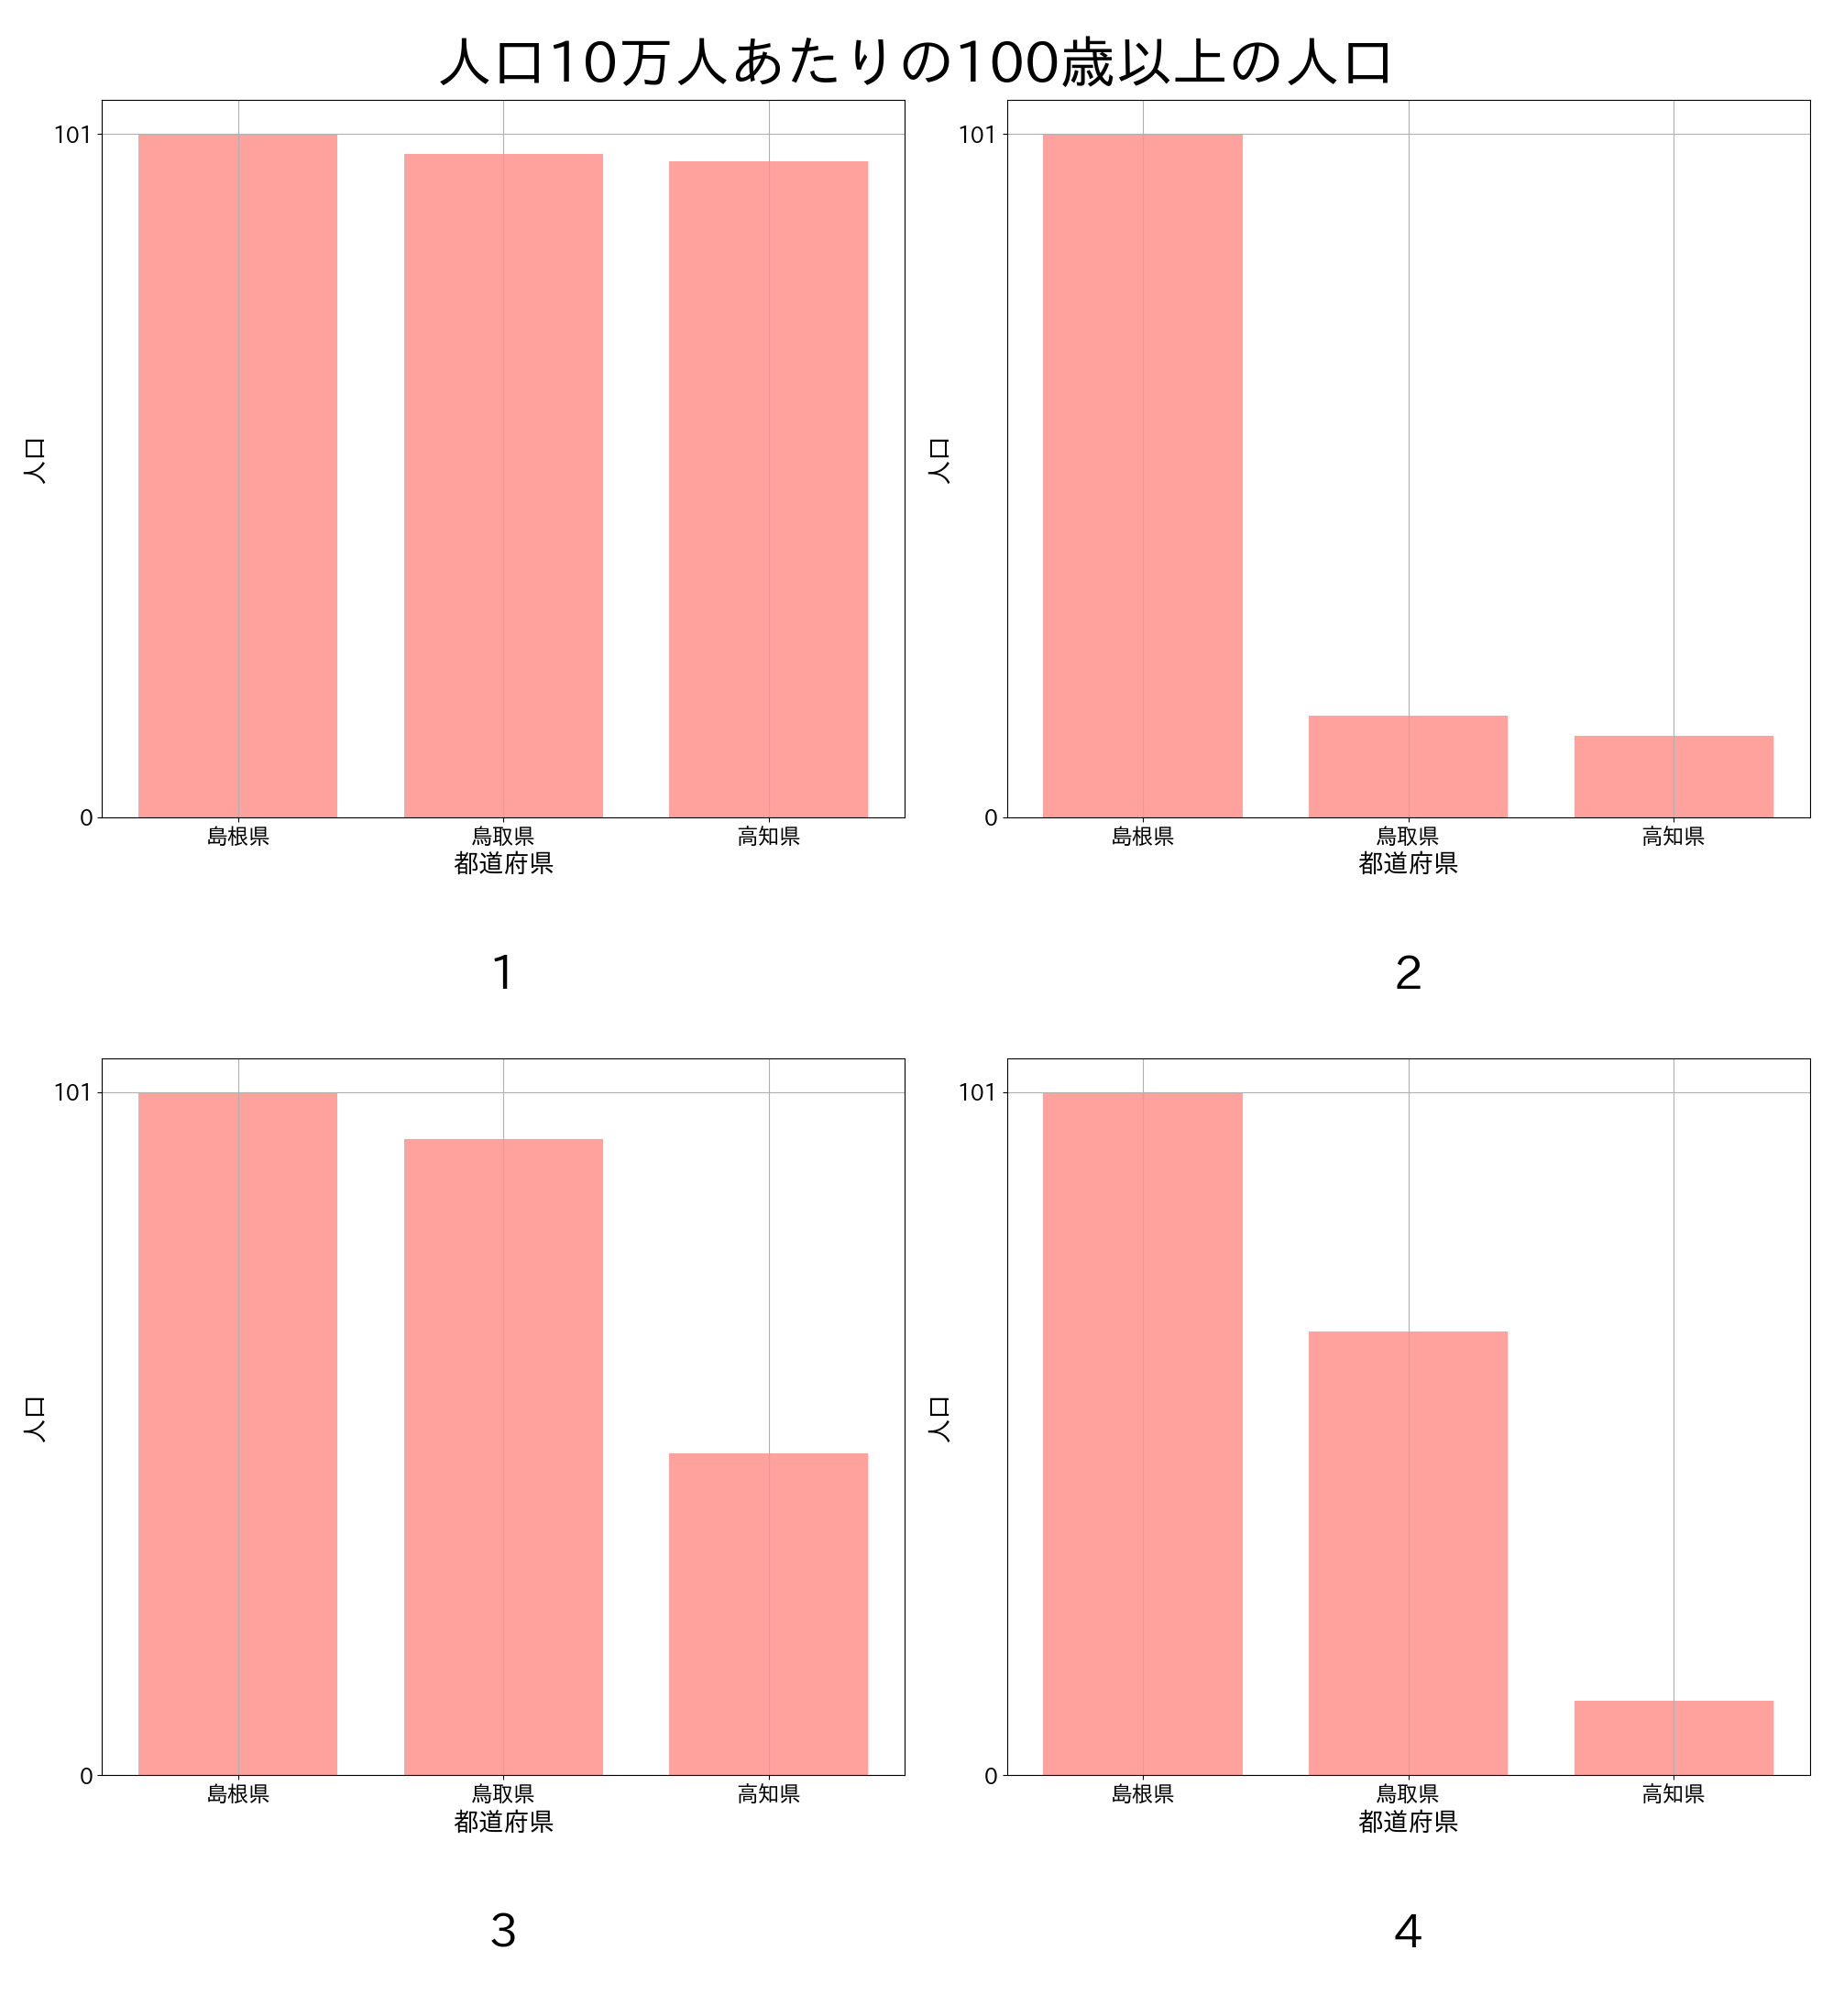 人口10万人あたりの100歳以上の人口
101
人口
0
島根県 鳥取県 高知県
都道府県
1
101
人口
0
島根県 鳥取県 高知県
都道府県
2
101
人口
0
島根県 鳥取県 高知県
都道府県
3
101
人口
0
島根県 鳥取県 高知県
都道府県
4